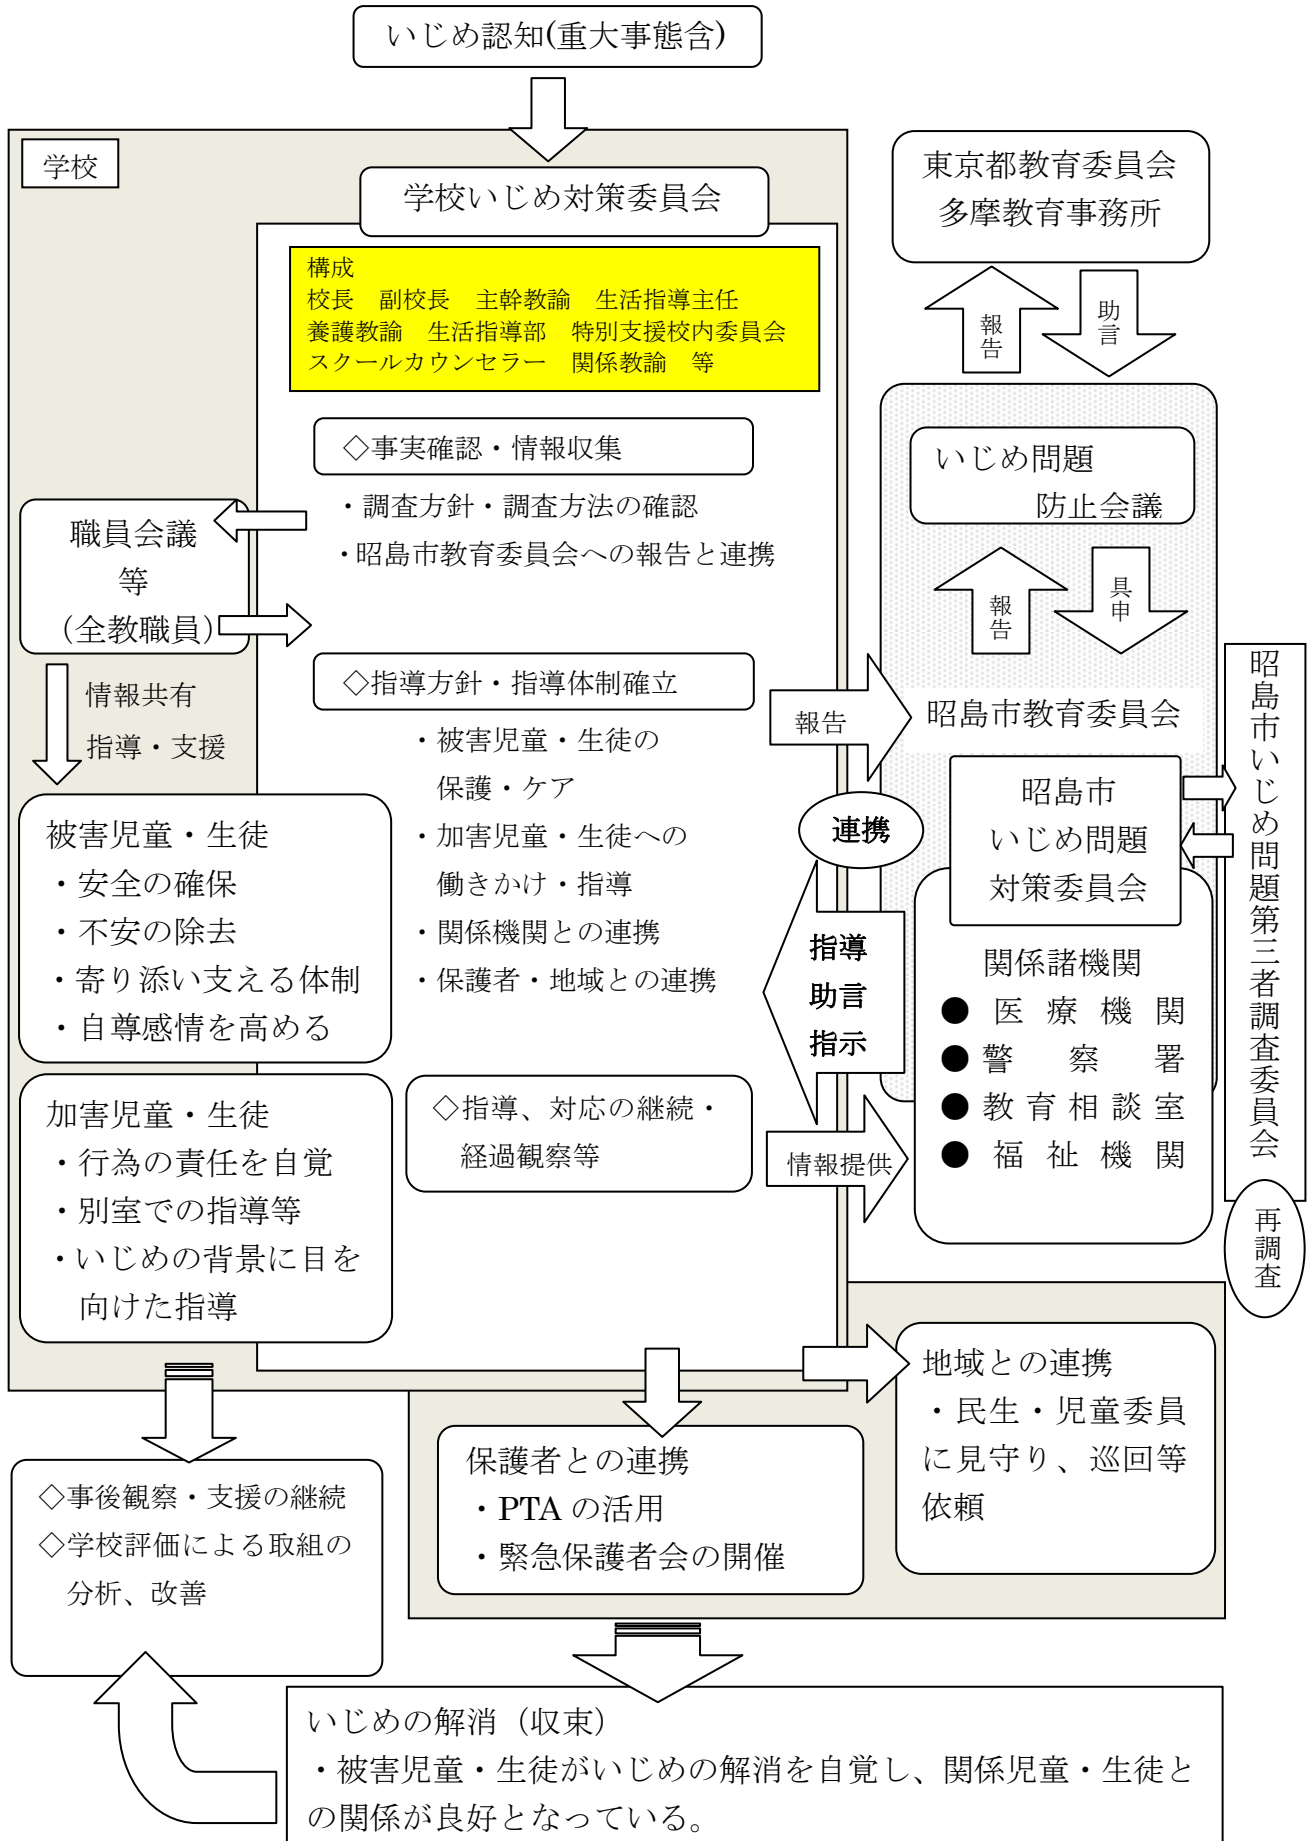 いじめ認知(重大事態含)
学校
学校いじめ対策委員会
構成
校長　副校長　主幹教諭　生活指導主任
養護教諭　生活指導部　特別支援校内委員会
スクールカウンセラー　関係教諭　等
◇事実確認・情報収集
・調査方針・調査方法の確認
・昭島市教育委員会への報告と連携
職員会議
等
（全教職員）
情報共有
指導・支援
◇指導方針・指導体制確立
・被害児童・生徒の
保護・ケア
・加害児童・生徒への
働きかけ・指導
・関係機関との連携
・保護者・地域との連携
被害児童・生徒
・安全の確保
・不安の除去
・寄り添い支える体制
・自尊感情を高める
加害児童・生徒
・行為の責任を自覚
・別室での指導等
・いじめの背景に目を
向けた指導
◇指導、対応の継続・
経過観察等
東京都教育委員会
多摩教育事務所
報告
助言
いじめ問題
防止会議
報告
具申
報告
昭島市教育委員会
連携
昭島市
いじめ問題
対策委員会
指導
助言
指示
情報提供
関係諸機関
● 医療機関
● 警察署
● 教育相談室
● 福祉機関
昭島市いじめ問題第三者調査委員会
再調査
地域との連携
・民生・児童委員
に見守り、巡回等
依頼
保護者との連携
・PTA の活用
・緊急保護者会の開催
◇事後観察・支援の継続
◇学校評価による取組の
分析、改善
いじめの解消（収束）
・被害児童・生徒がいじめの解消を自覚し、関係児童・生徒と
の関係が良好となっている。